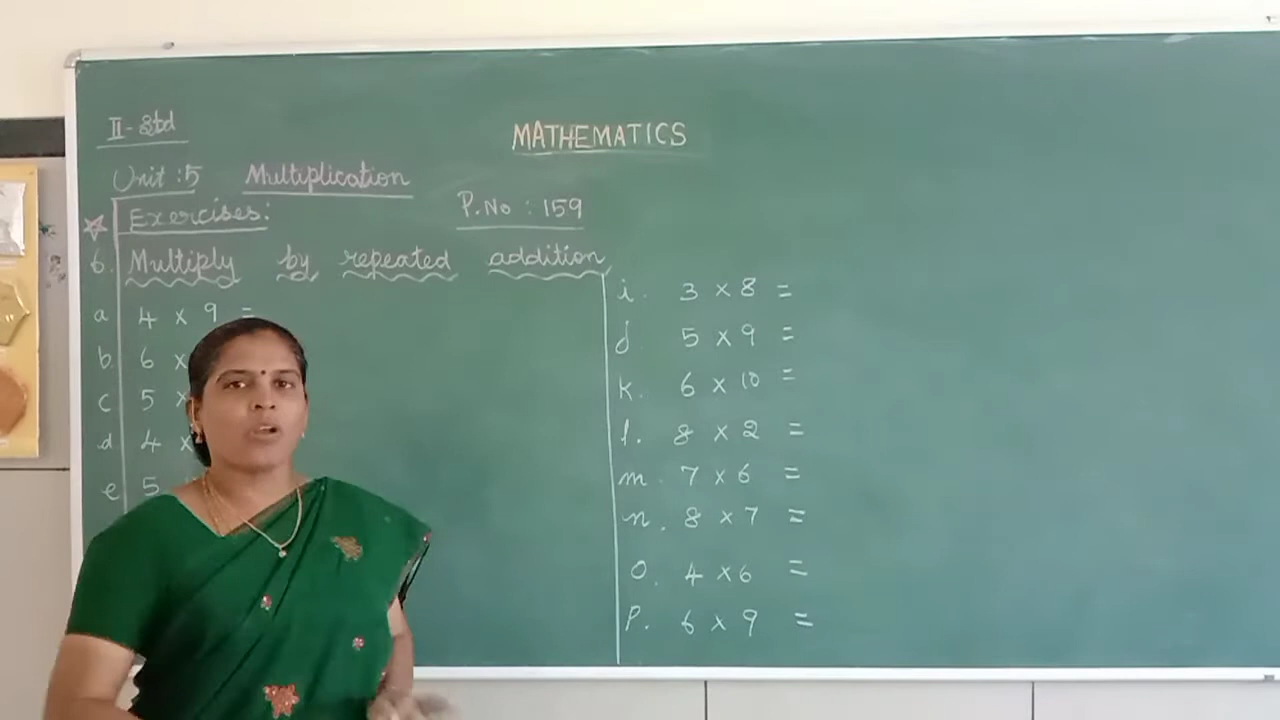 II - Std
MATHEMATICS
Unit : 5 Multiplication
Exercises:
P. No : 159
6. Multiply by repeated addition
a 4 × 9 =
b. 6 ×
c 5 ×
d 4 ×
e 5
i. 3 × 8 =
j 5 × 9 =
k. 6 × 10 =
l. 8 × 2 =
m. 7 × 6 =
n. 8 × 7 =
o. 4 × 6 =
p. 6 × 9 =